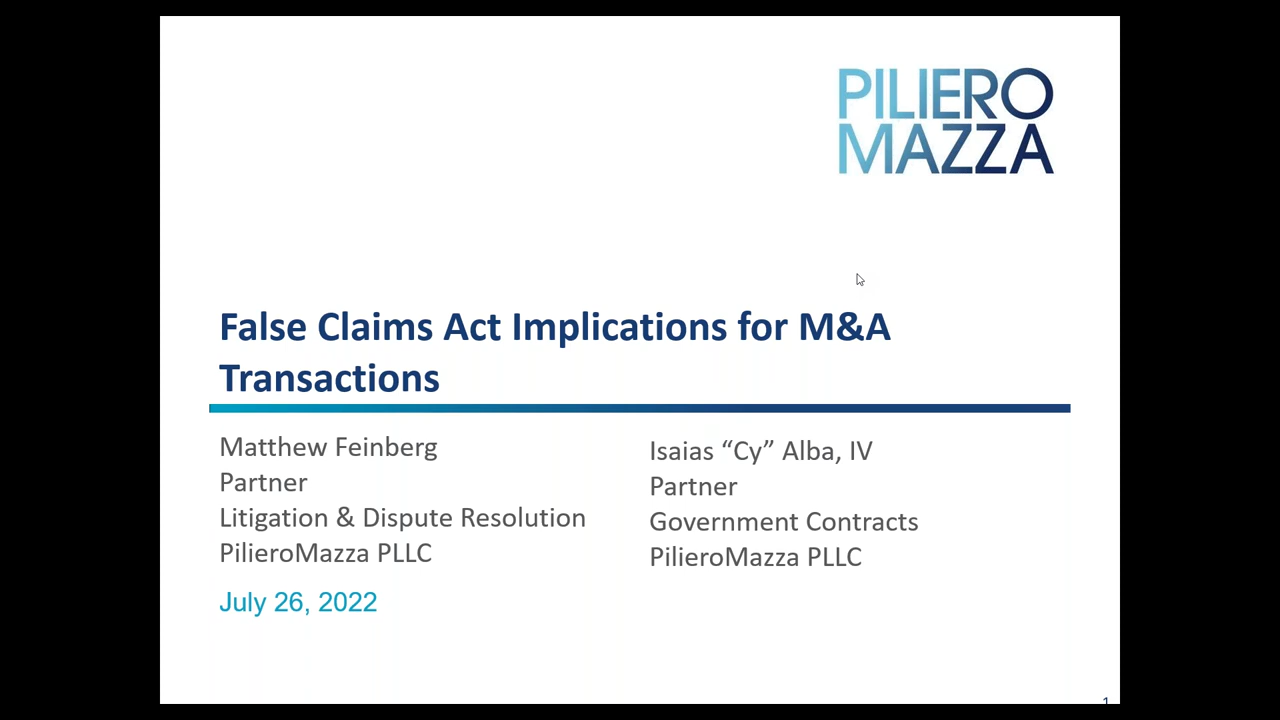 PILIERO
MAZZA
False Claims Act Implications for M&A
Transactions
Matthew Feinberg
Partner
Litigation & Dispute Resolution
PilieroMazza PLLC
Isaias “Cy” Alba, IV
Partner
Government Contracts
PilieroMazza PLLC
July 26, 2022
1